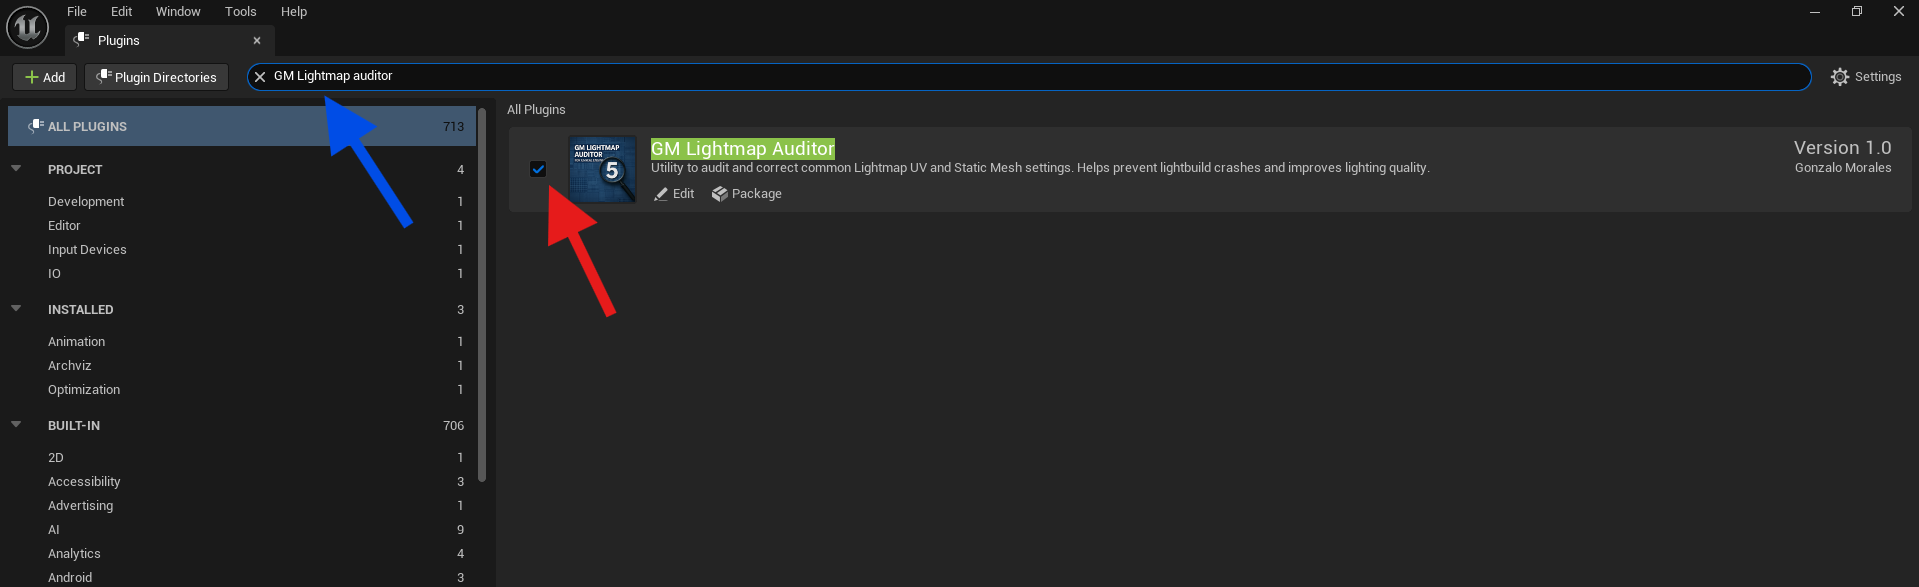 File Edit Window Tools Help
Plugins
Add Plugin Directories GM Lightmap auditor Settings
ALL PLUGINS 713
PROJECT 4
Development 1
Editor 1
Input Devices 1
IO 1
INSTALLED 3
Animation 1
Archviz 1
Optimization 1
BUILT-IN 706
2D 1
Accessibility 3
Advertising 1
AI 9
Analytics 4
Android 3
All Plugins
GM LIGHTMAP
AUDITOR
5
GM Lightmap Auditor Version 1.0
Utility to audit and correct common Lightmap UV and Static Mesh settings. Helps prevent lightbuild crashes and improves lighting quality. Gonzalo Morales
Edit Package